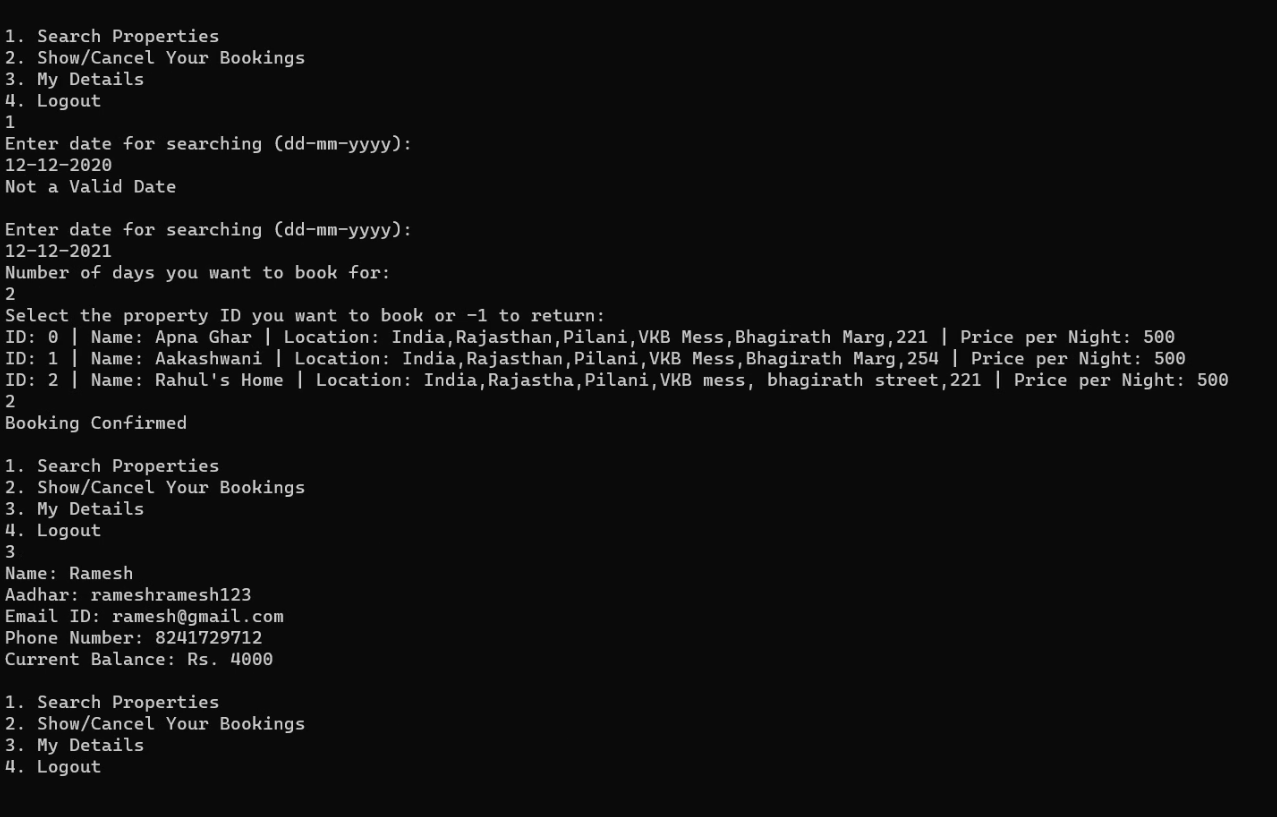 1. Search Properties
2. Show/Cancel Your Bookings
3. My Details
4. Logout
1
Enter date for searching (dd-mm-yyyy):
12-12-2020
Not a Valid Date
Enter date for searching (dd-mm-yyyy):
12-12-2021
Number of days you want to book for:
2
Select the property ID you want to book or -1 to return:
ID: 0 | Name: Apna Ghar | Location: India,Rajasthan,Pilani,VKB Mess,Bhagirath Marg,221 | Price per Night: 500
ID: 1 | Name: Aakashwani | Location: India,Rajasthan,Pilani,VKB Mess,Bhagirath Marg,254 | Price per Night: 500
ID: 2 | Name: Rahul's Home | Location: India,Rajastha,Pilani,VKB mess, bhagirath street,221 | Price per Night: 500
2
Booking Confirmed
1. Search Properties
2. Show/Cancel Your Bookings
3. My Details
4. Logout
3
Name: Ramesh
Aadhar: rameshramesh123
Email ID: ramesh@gmail.com
Phone Number: 8241729712
Current Balance: Rs. 4000
1. Search Properties
2. Show/Cancel Your Bookings
3. My Details
4. Logout